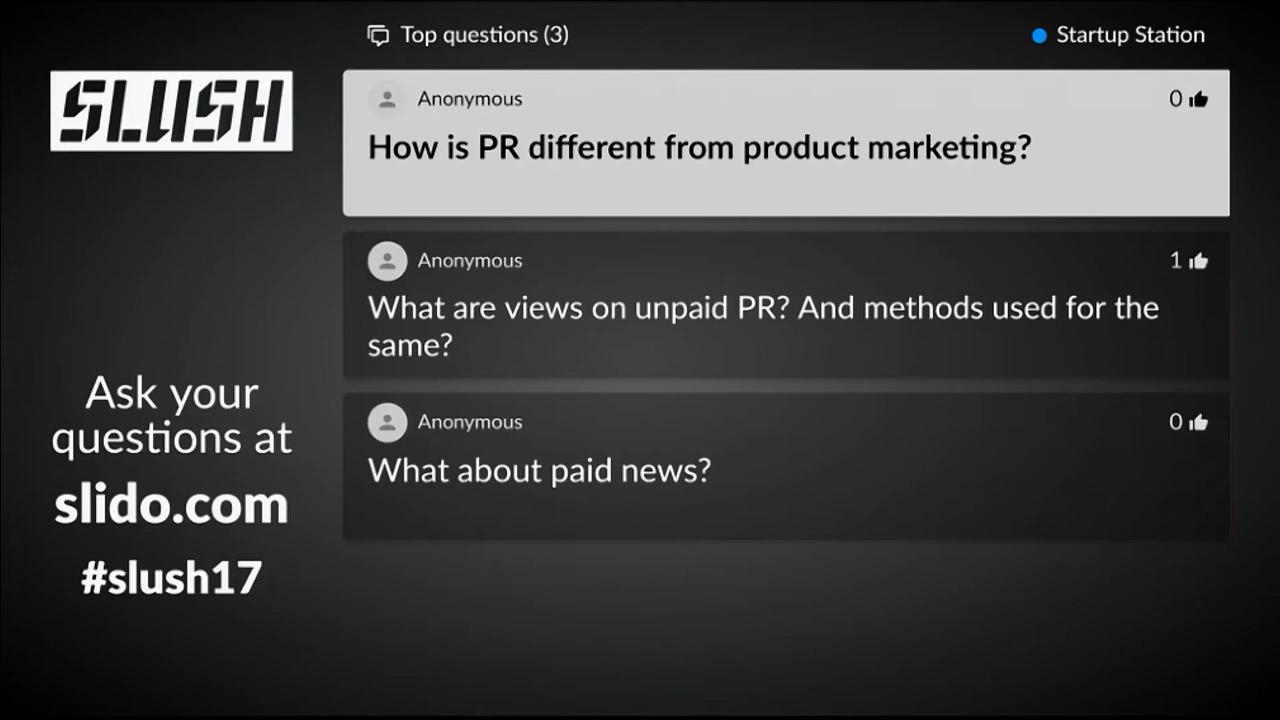 Top questions (3)
Startup Station
SLUSH
Anonymous
0
How is PR different from product marketing?
Anonymous
1
What are views on unpaid PR? And methods used for the
same?
Anonymous
0
What about paid news?
Ask your
questions at
slido.com
#slush17